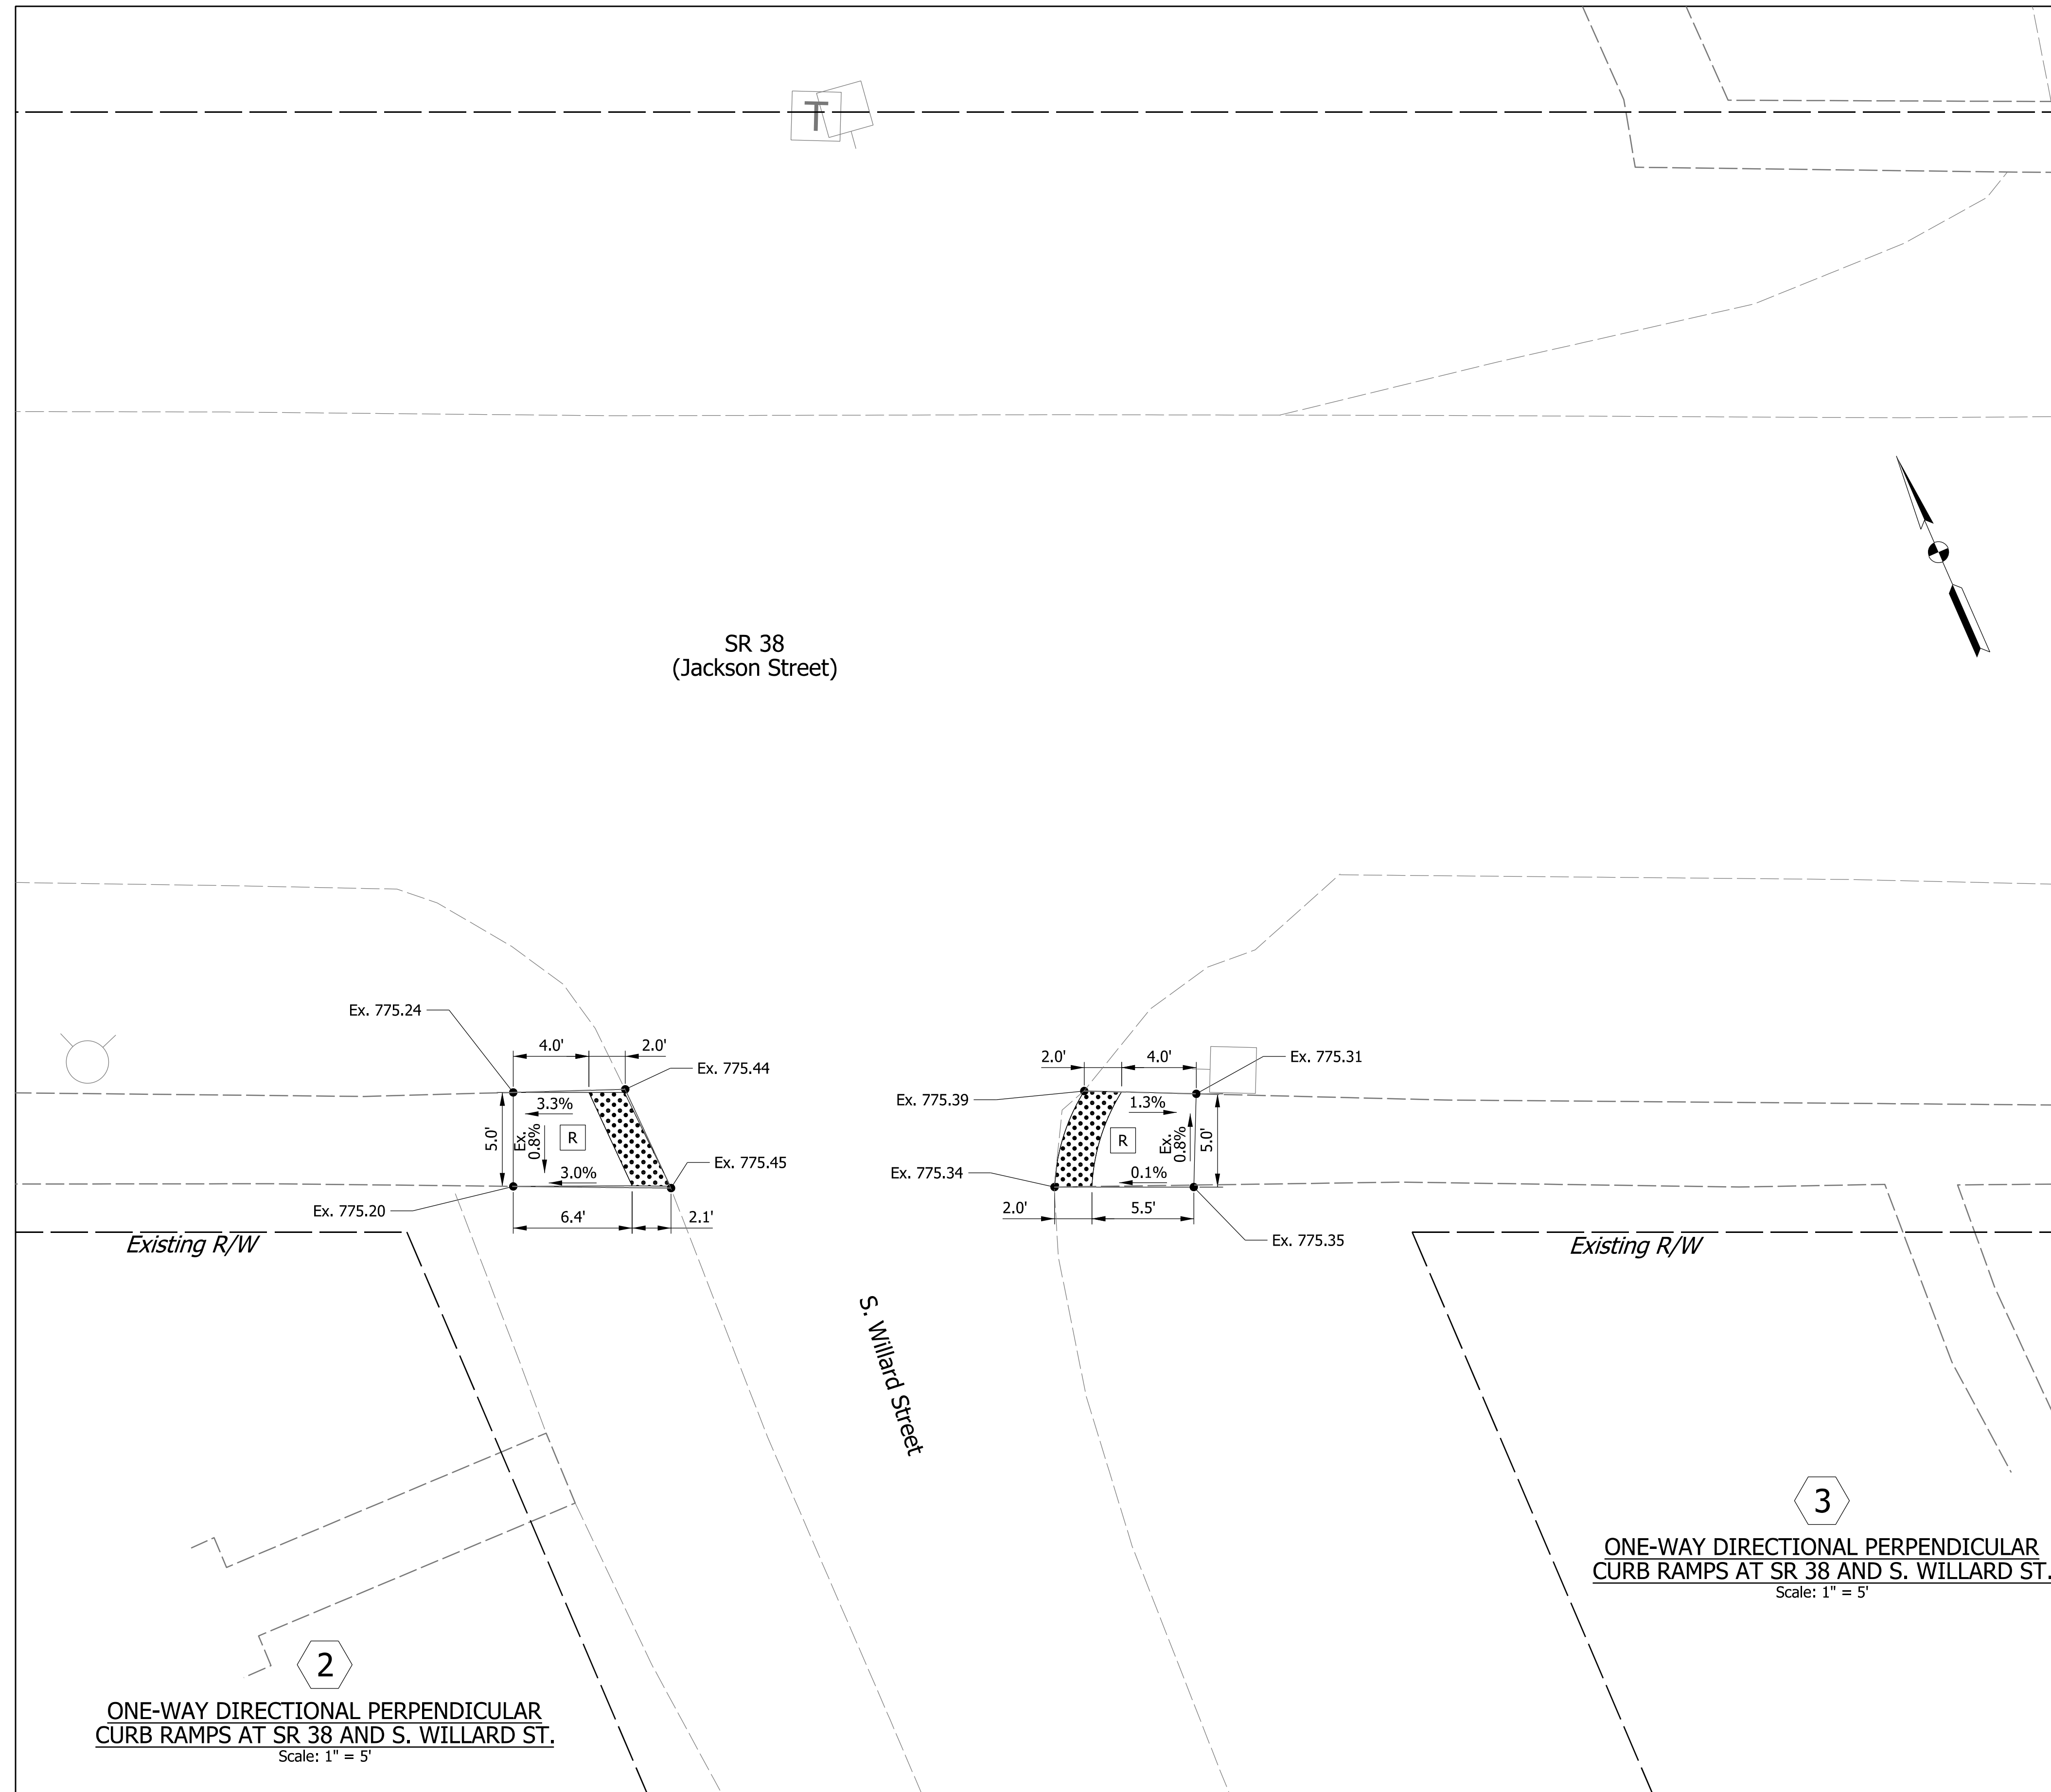 T
SR 38
(Jackson Street)
Ex. 775.24
4.0'
2.0'
Ex. 775.44
3.3%
5.0'
Ex.
0.8%
R
3.0%
Ex. 775.45
Ex. 775.20
6.4'
2.1'
2.0'
4.0'
Ex. 775.31
Ex. 775.39
1.3%
R
Ex.
0.8%
5.0'
Ex. 775.34
0.1%
2.0'
5.5'
Ex. 775.35
Existing R/W
Existing R/W
S. Willard Street
3
ONE-WAY DIRECTIONAL PERPENDICULAR
CURB RAMPS AT SR 38 AND S. WILLARD ST.
Scale: 1" = 5'
2
ONE-WAY DIRECTIONAL PERPENDICULAR
CURB RAMPS AT SR 38 AND S. WILLARD ST.
Scale: 1" = 5'